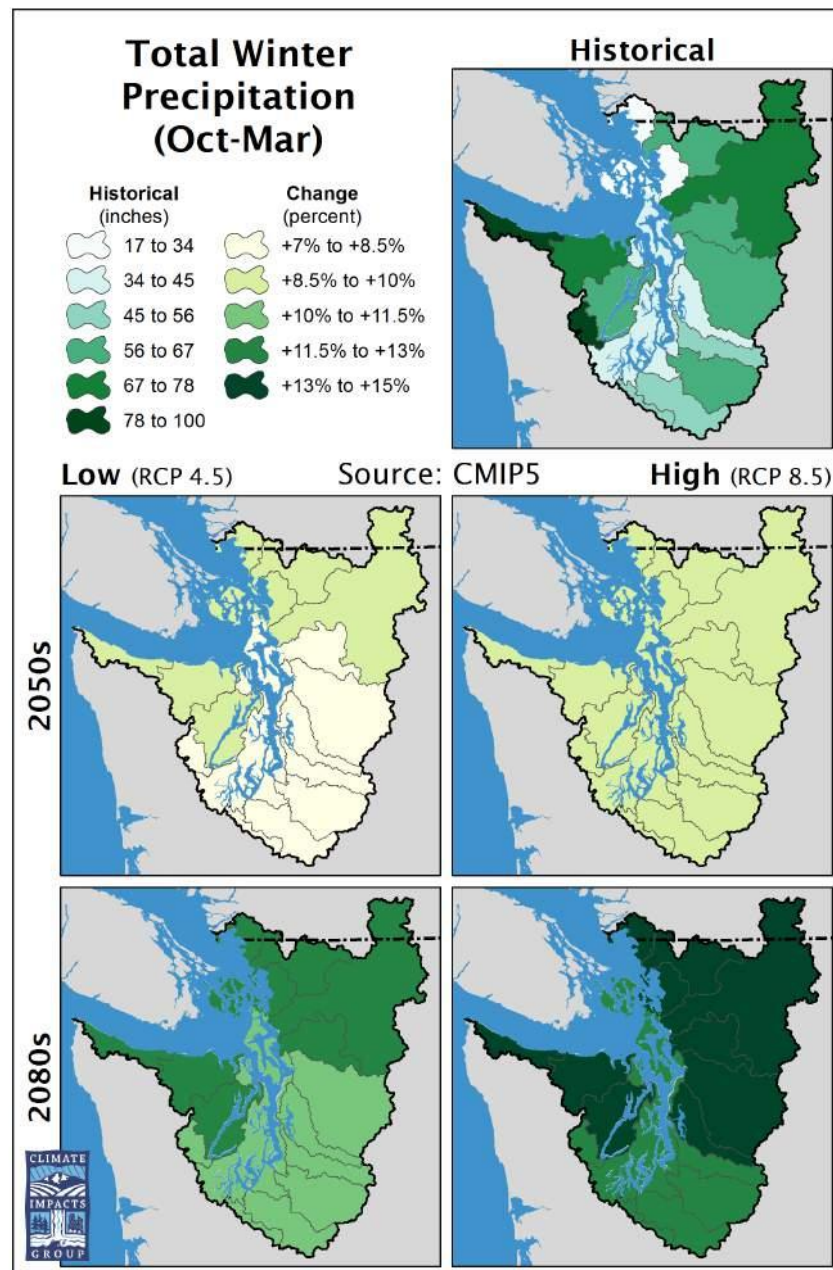 Total Winter
Precipitation
(Oct-Mar)
Historical
Historical
(inches)
17 to 34
34 to 45
45 to 56
56 to 67
67 to 78
78 to 100
Change
(percent)
+7% to +8.5%
+8.5% to +10%
+10% to +11.5%
+11.5% to +13%
+13% to +15%
Low (RCP 4.5)
Source: CMIP5
High (RCP 8.5)
2050s
2080s
CLIMATE
IMPACTS
GROUP